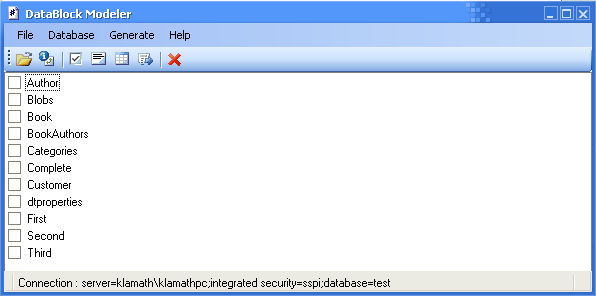 DataBlock Modeler
File Database Generate Help
Author
Blobs
Book
BookAuthors
Categories
Complete
Customer
dtproperties
First
Second
Third
Connection : server=klamath\klamathpc;integrated security=sspi;database=test